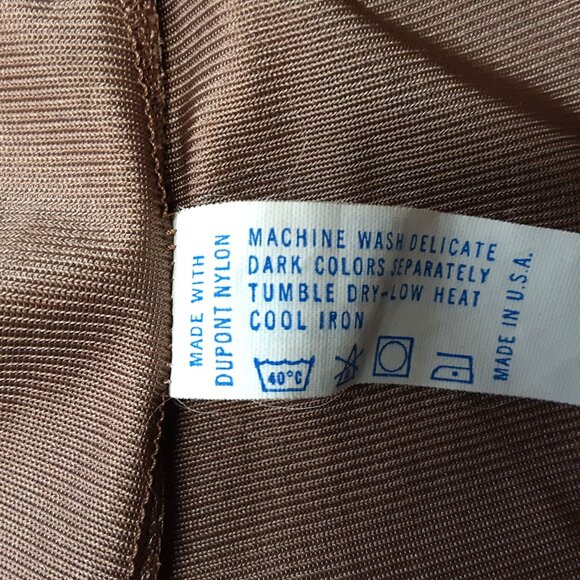 MADE WITH
DUPONT NYLON
MACHINE WASH DELICATE
DARK COLORS SEPARATELY
TUMBLE DRY-LOW HEAT
COOL IRON
40°C
MADE IN U.S.A.